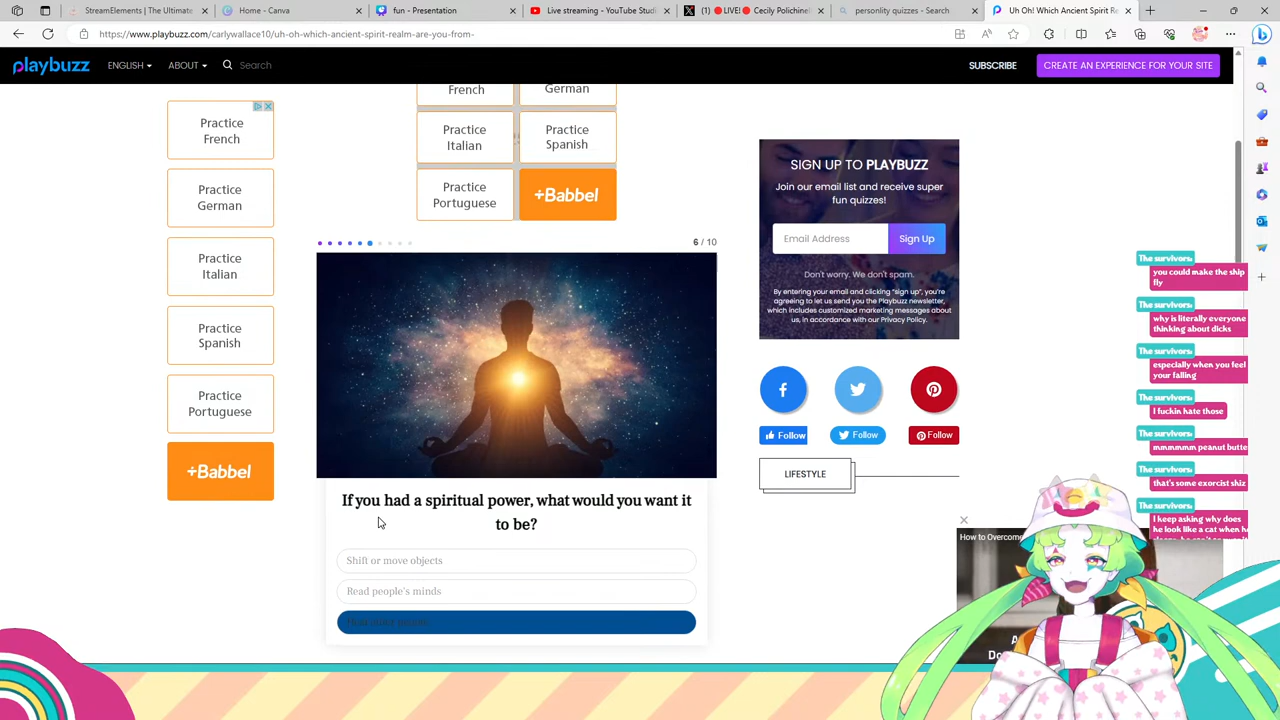 StreamElements | The Ultimate
Home - Canva
fun - Presentation
Live streaming - YouTube Studi
(1) 🔴LIVE! 🔴 Cecily Polichinel
personlity quizzes - Search
Uh Oh! Which Ancient Spirit Re
https://www.playbuzz.com/carlywallace10/uh-oh-which-ancient-spirit-realm-are-you-from-
playbuzz
ENGLISH
ABOUT
Search
SUBSCRIBE
CREATE AN EXPERIENCE FOR YOUR SITE
French
German
Practice
Italian
Practice
Spanish
Practice
Portuguese
+Babbel
Practice
French
Practice
German
Practice
Italian
Practice
Spanish
Practice
Portuguese
+Babbel
6 / 10
If you had a spiritual power, what would you want it
to be?
Shift or move objects
Read people's minds
SIGN UP TO PLAYBUZZ
Join our email list and receive super
fun quizzes!
Email Address
Sign Up
Don't worry. We don't spam.
By entering your email and clicking "sign up", you're
agreeing to let us send you the Playbuzz newsletter,
which includes customized marketing messages about
us, in accordance with our Privacy Policy.
Follow
Follow
Follow
LIFESTYLE
How to Overcome
The survivors:
you could make the ship
fly
The survivors:
why is literally everyone
thinking about dicks
The survivors:
especially when you feel
your falling
The survivors:
I fuckin hate those
The survivors:
mmmmmm peanut butte
The survivors:
that's some exorcist shiz
The survivors:
I keep asking why does
he look like a cat when he